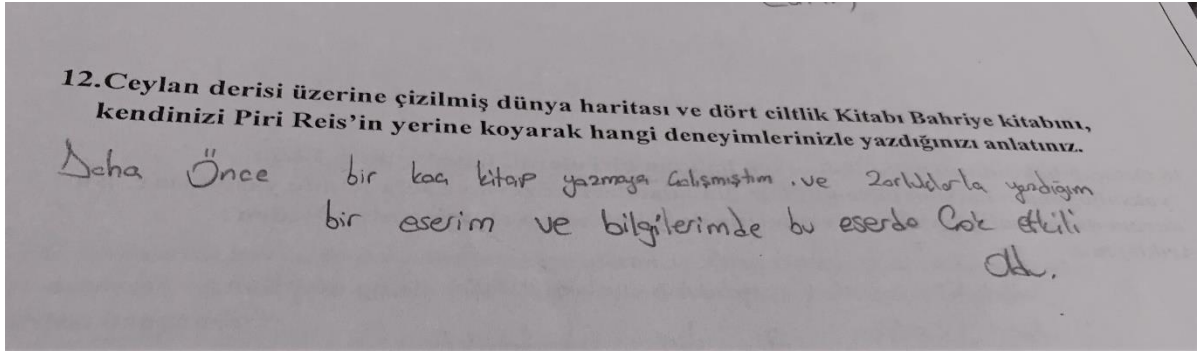 12.Ceylan derisi üzerine çizilmiş dünya haritası ve dört ciltlik Kitabı Bahriye kitabını,
kendinizi Piri Reis’in yerine koyarak hangi deneyimlerinizle yazdığınızı anlatınız.
Daha Önce bir kaç kitap yazmaya Çalışmıştım . ve zorluklarla yazdığım
bir eserim ve bilgilerimde bu eserde Çok etkili
oldu.